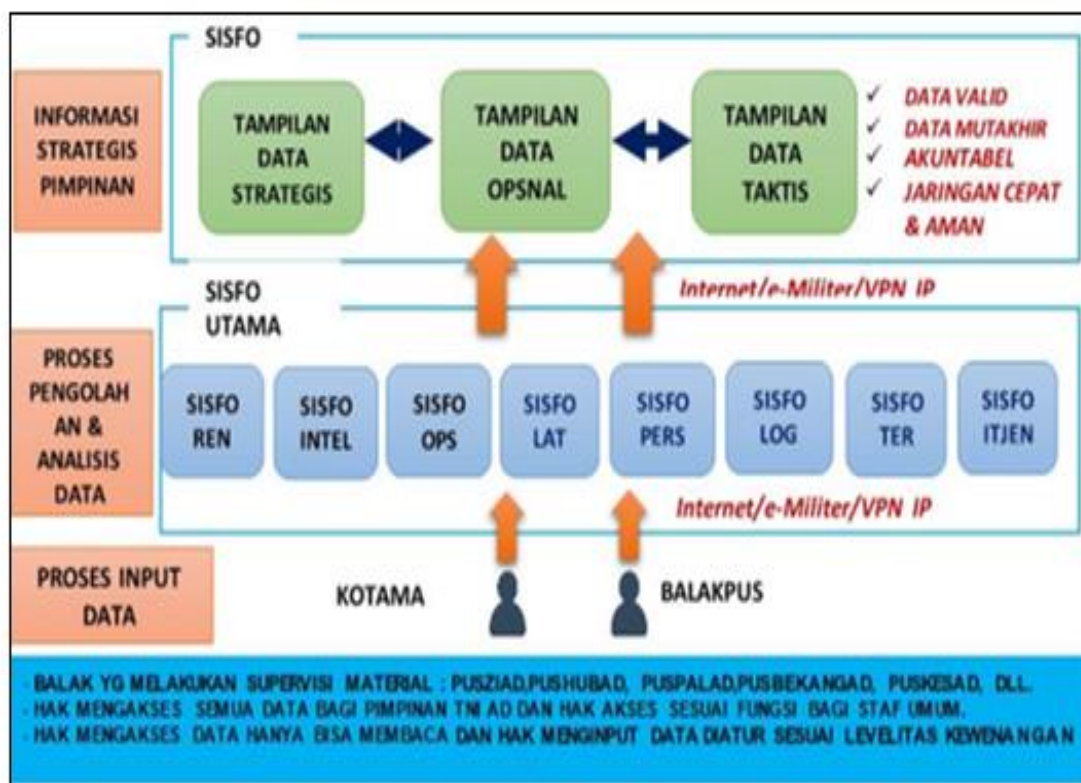 SISFO
INFORMASI
STRATEGIS
PIMPINAN
TAMPILAN
DATA
STRATEGIS
TAMPILAN
DATA
OPSNAL
TAMPILAN
DATA
TAKTIS
✓ DATA VALID
✓ DATA MUTAKHIR
✓ AKUNTABEL
✓ JARINGAN CEPAT
& AMAN
Internet/e-Militer/VPN IP
SISFO
UTAMA
PROSES
PENGOLAH
AN &
ANALISIS
DATA
SISFO
REN
SISFO
INTEL
SISFO
OPS
SISFO
LAT
SISFO
PERS
SISFO
LOG
SISFO
TER
SISFO
ITJEN
Internet/e-Militer/VPN IP
PROSES INPUT
DATA
KOTAMA
BALAKPUS
- BALAK YG MELAKUKAN SUPERVISI MATERIAL : PUSZIAD,PUSHUBAD, PUSPALAD,PUSBEKANGAD, PUSKESAD, DLL.
- HAK MENGAKSES SEMUA DATA BAGI PIMPINAN TNI AD DAN HAK AKSES SESUAI FUNGSI BAGI STAF UMUM.
- HAK MENGAKSES DATA HANYA BISA MEMBACA DAN HAK MENGINPUT DATA DIATUR SESUAI LEVELITAS KEWENANGAN